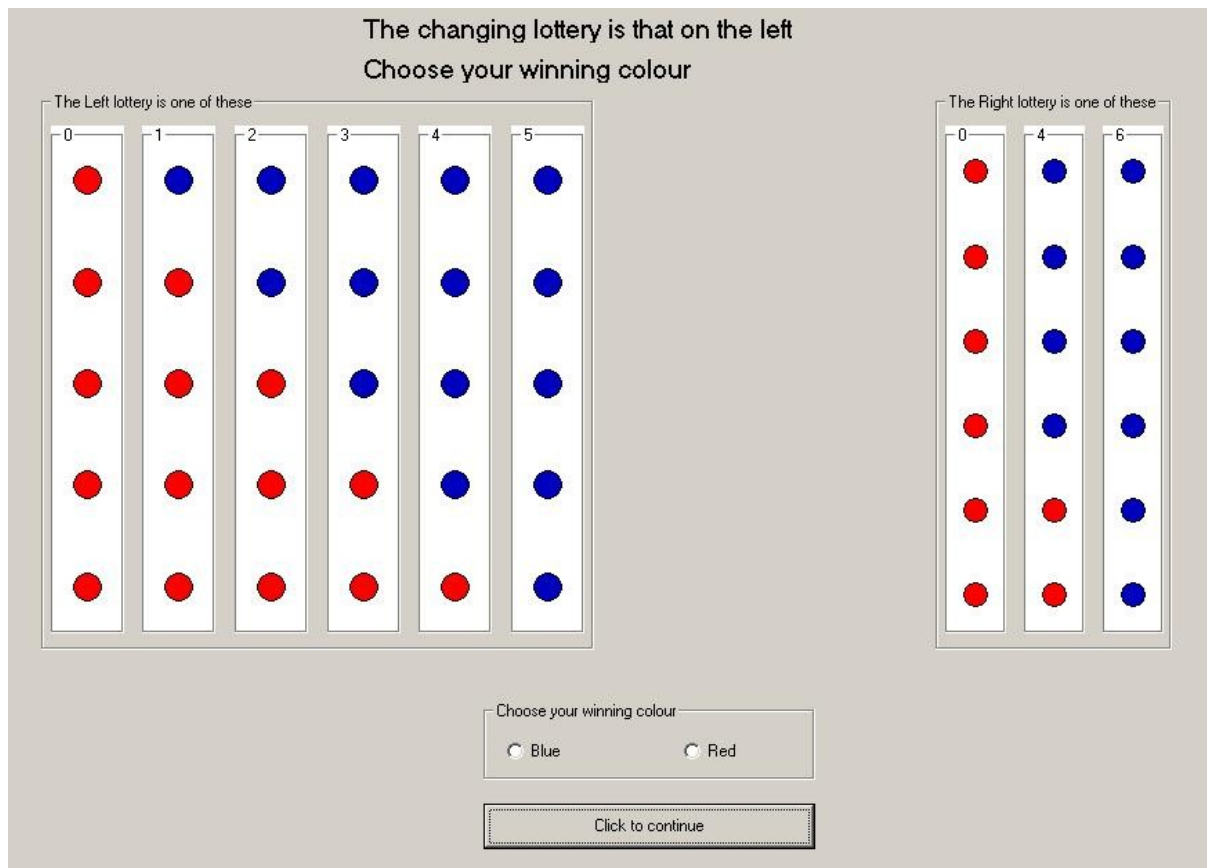 The changing lottery is that on the left
Choose your winning colour
The Left lottery is one of these
0 1 2 3 4 5
The Right lottery is one of these
0 4 6
Choose your winning colour
Blue Red
Click to continue